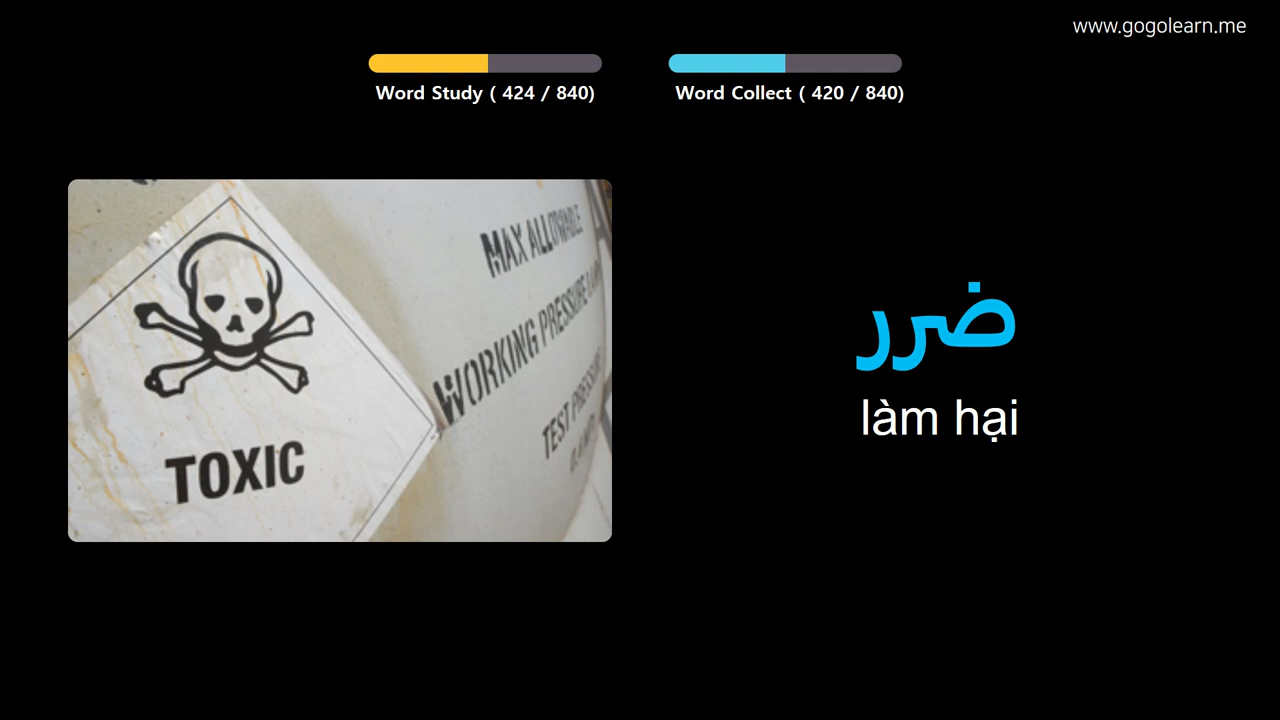 www.gogolearn.me
Word Study ( 424 / 840)
Word Collect ( 420 / 840)
MAX ALLOWABLE
WORKING PRESSURE
TEST PRESSURE
TOXIC
ضرر
làm hại